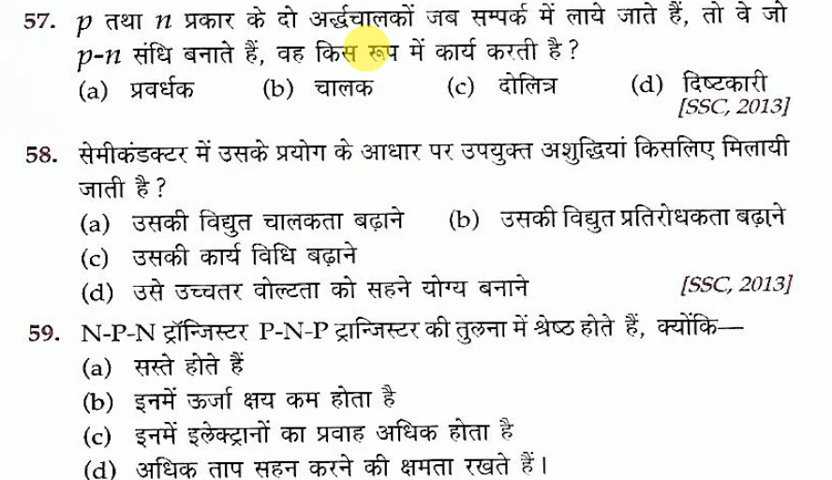 57. p तथा n प्रकार के दो अर्द्धचालकों जब सम्पर्क में लाये जाते हैं, तो वे जो
p-n संधि बनाते हैं, वह किस रूप में कार्य करती है ?
(a) प्रवर्धक (b) चालक (c) दोलित्र (d) दिष्टकारी
[SSC, 2013]
58. सेमीकंडक्टर में उसके प्रयोग के आधार पर उपयुक्त अशुद्धियां किसलिए मिलायी
जाती है ?
(a) उसकी विद्युत चालकता बढ़ाने (b) उसकी विद्युत प्रतिरोधकता बढ़ाने
(c) उसकी कार्य विधि बढ़ाने
(d) उसे उच्चतर वोल्टता को सहने योग्य बनाने [SSC, 2013]
59. N-P-N ट्रॉन्जिस्टर P-N-P ट्रान्जिस्टर की तुलना में श्रेष्ठ होते हैं, क्योंकि—
(a) सस्ते होते हैं
(b) इनमें ऊर्जा क्षय कम होता है
(c) इनमें इलेक्ट्रानों का प्रवाह अधिक होता है
(d) अधिक ताप सहन करने की क्षमता रखते हैं।